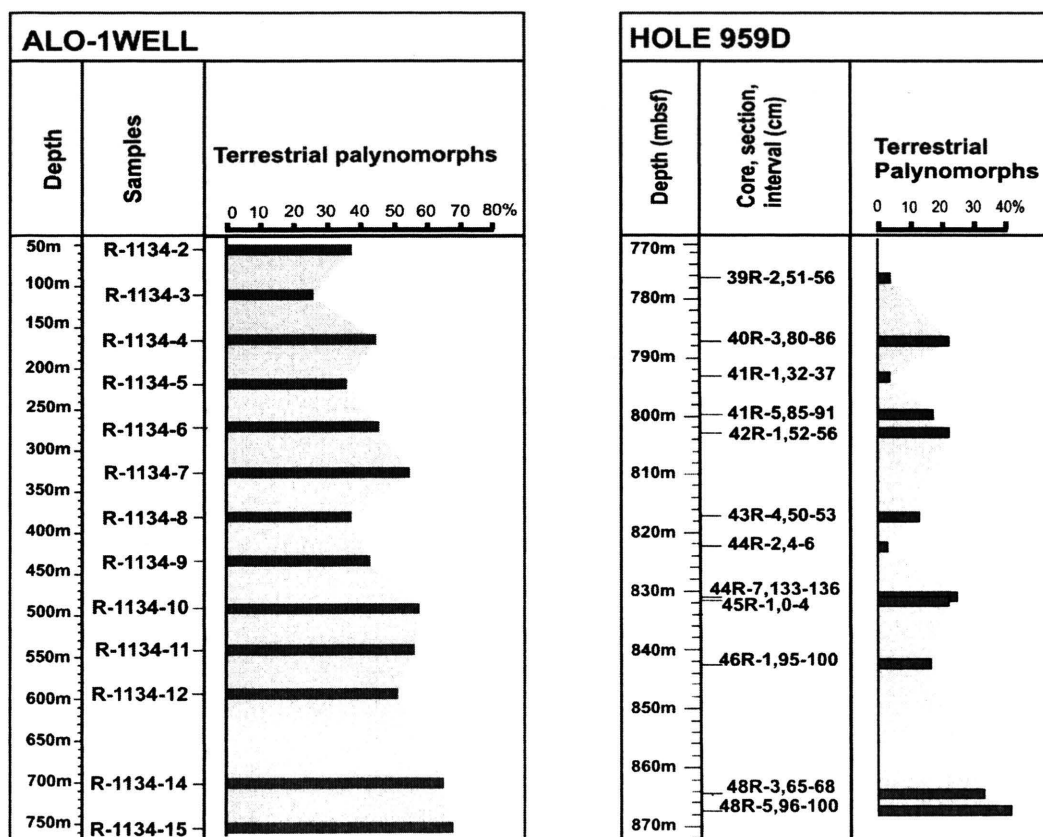 ALO-1WELL
Depth
Samples
Terrestrial palynomorphs
0 10 20 30 40 50 60 70 80%
50m
100m
150m
200m
250m
300m
350m
400m
450m
500m
550m
600m
650m
700m
750m
R-1134-2
R-1134-3
R-1134-4
R-1134-5
R-1134-6
R-1134-7
R-1134-8
R-1134-9
R-1134-10
R-1134-11
R-1134-12
R-1134-14
R-1134-15
HOLE 959D
Depth (mbsf)
Core, section,
interval (cm)
Terrestrial
Palynomorphs
0 10 20 30 40%
770m
780m
790m
800m
810m
820m
830m
840m
850m
860m
870m
39R-2,51-56
40R-3,80-86
41R-1,32-37
41R-5,85-91
42R-1,52-56
43R-4,50-53
44R-2,4-6
44R-7,133-136
45R-1,0-4
46R-1,95-100
48R-3,65-68
48R-5,96-100